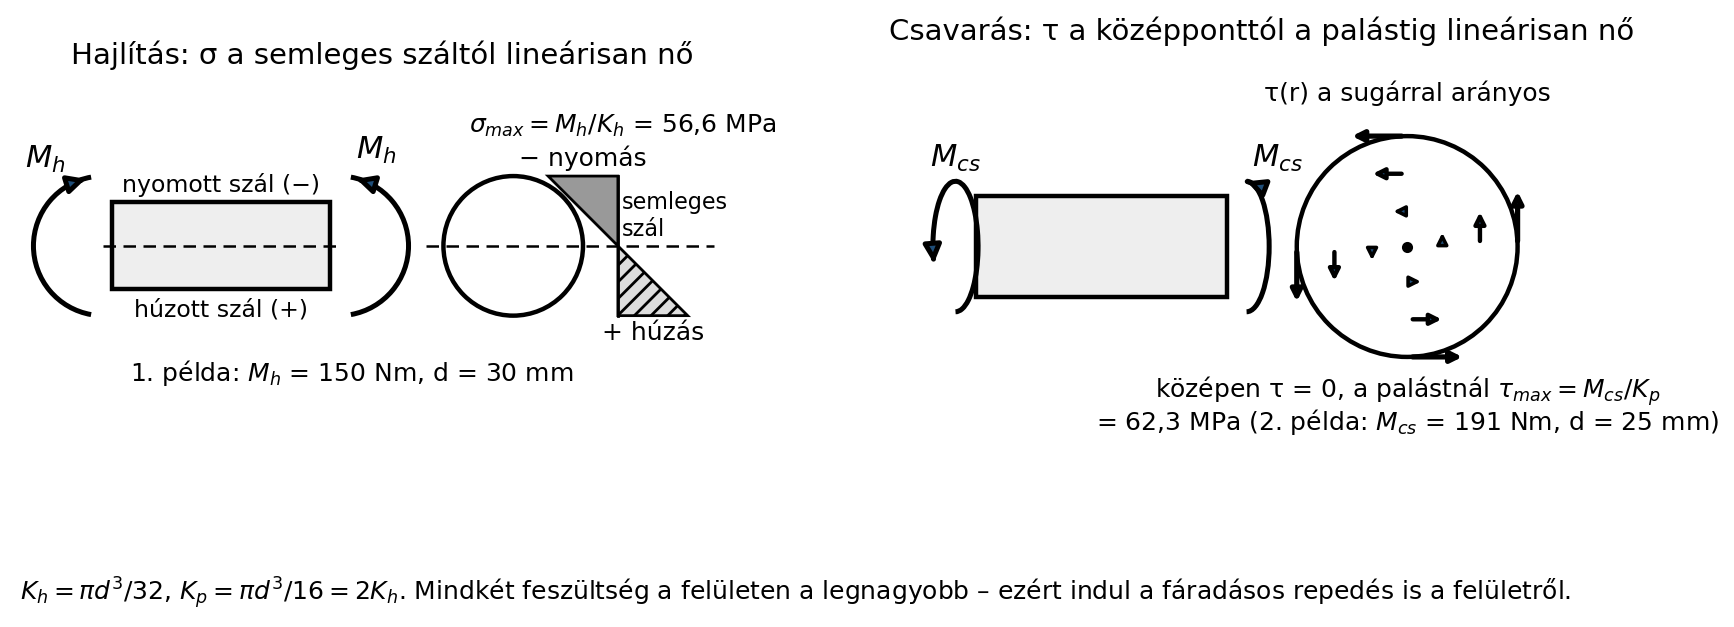 Hajlítás: σ a semleges száltól lineárisan nő
σ_max = M_h/K_h = 56,6 MPa
− nyomás
M_h
M_h
nyomott szál (−)
semleges
szál
húzott szál (+)
+ húzás
1. példa: M_h = 150 Nm, d = 30 mm
Csavarás: τ a középponttól a palástig lineárisan nő
τ(r) a sugárral arányos
M_cs
M_cs
középen τ = 0, a palástnál τ_max = M_cs/K_p
= 62,3 MPa (2. példa: M_cs = 191 Nm, d = 25 mm)
K_h = πd³/32, K_p = πd³/16 = 2K_h. Mindkét feszültség a felületen a legnagyobb – ezért indul a fáradásos repedés is a felületről.